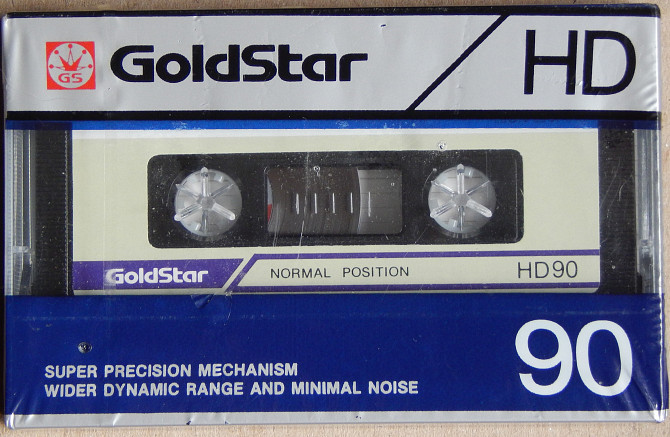 GS GoldStar HD
GoldStar NORMAL POSITION HD90
90
SUPER PRECISION MECHANISM
WIDER DYNAMIC RANGE AND MINIMAL NOISE